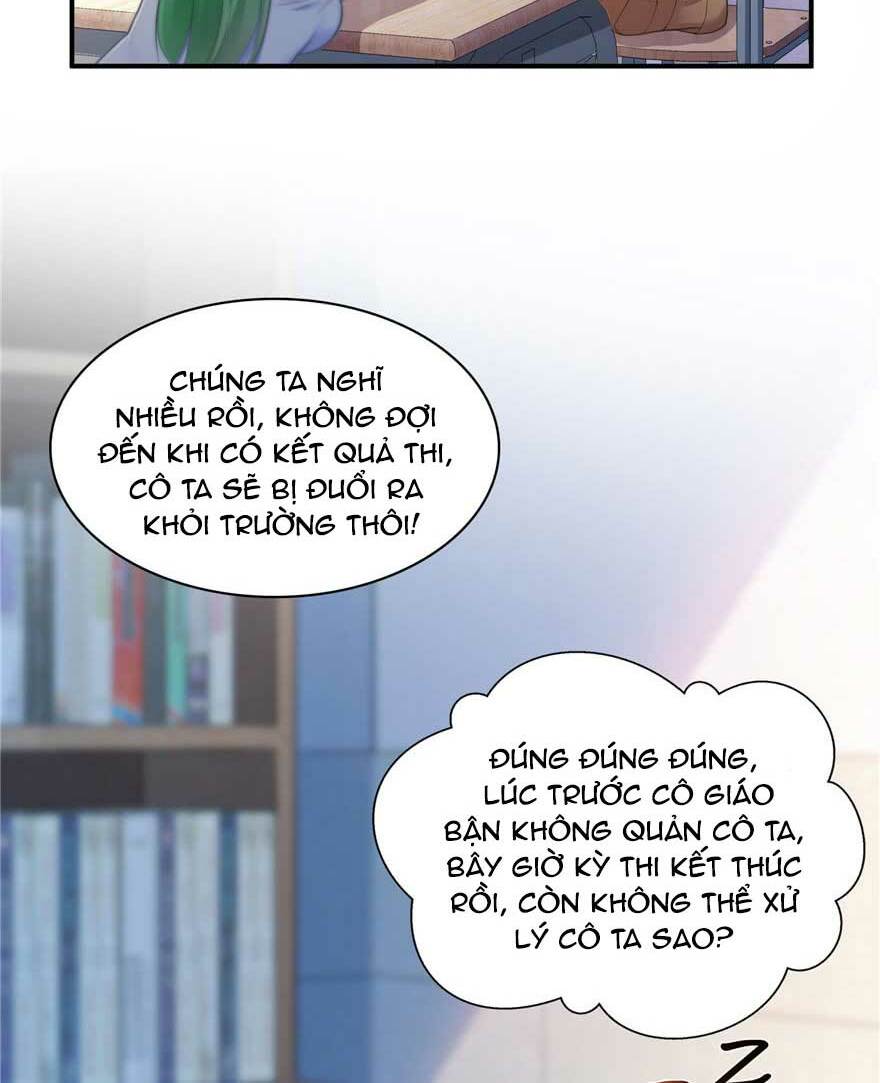 CHÚNG TA NGHĨ
NHIỀU RỒI, KHÔNG ĐỢI
ĐẾN KHI CÓ KẾT QUẢ THI,
CÔ TA SẼ BỊ ĐUỔI RA
KHỎI TRƯỜNG THÔI!
ĐÚNG ĐÚNG ĐÚNG,
LÚC TRƯỚC CÔ GIÁO
BẬN KHÔNG QUẢN CÔ TA,
BÂY GIỜ KỲ THI KẾT THÚC
RỒI, CÒN KHÔNG THỂ XỬ
LÝ CÔ TA SAO?